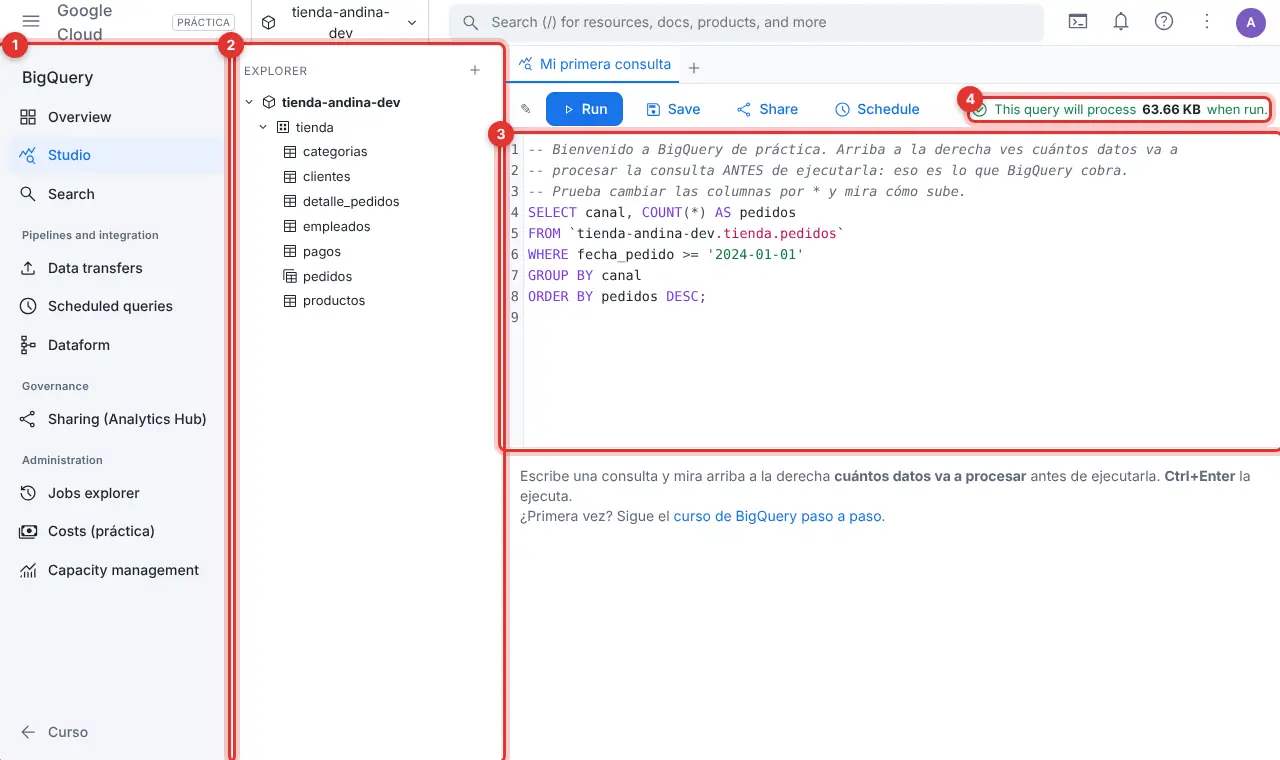 Google
Cloud
PRÁCTICA
tienda-andina-
dev
Search (/) for resources, docs, products, and more
A
1
2
3
4
BigQuery
Overview
Studio
Search
Pipelines and integration
Data transfers
Scheduled queries
Dataform
Governance
Sharing (Analytics Hub)
Administration
Jobs explorer
Costs (práctica)
Capacity management
Curso
EXPLORER
tienda-andina-dev
tienda
categorias
clientes
detalle_pedidos
empleados
pagos
pedidos
productos
Mi primera consulta
Run
Save
Share
Schedule
This query will process 63.66 KB when run.
1 -- Bienvenido a BigQuery de práctica. Arriba a la derecha ves cuántos datos va a
2 -- procesar la consulta ANTES de ejecutarla: eso es lo que BigQuery cobra.
3 -- Prueba cambiar las columnas por * y mira cómo sube.
4 SELECT canal, COUNT(*) AS pedidos
5 FROM `tienda-andina-dev.tienda.pedidos`
6 WHERE fecha_pedido >= '2024-01-01'
7 GROUP BY canal
8 ORDER BY pedidos DESC;
9
Escribe una consulta y mira arriba a la derecha cuántos datos va a procesar antes de ejecutarla. Ctrl+Enter la
ejecuta.
¿Primera vez? Sigue el curso de BigQuery paso a paso.